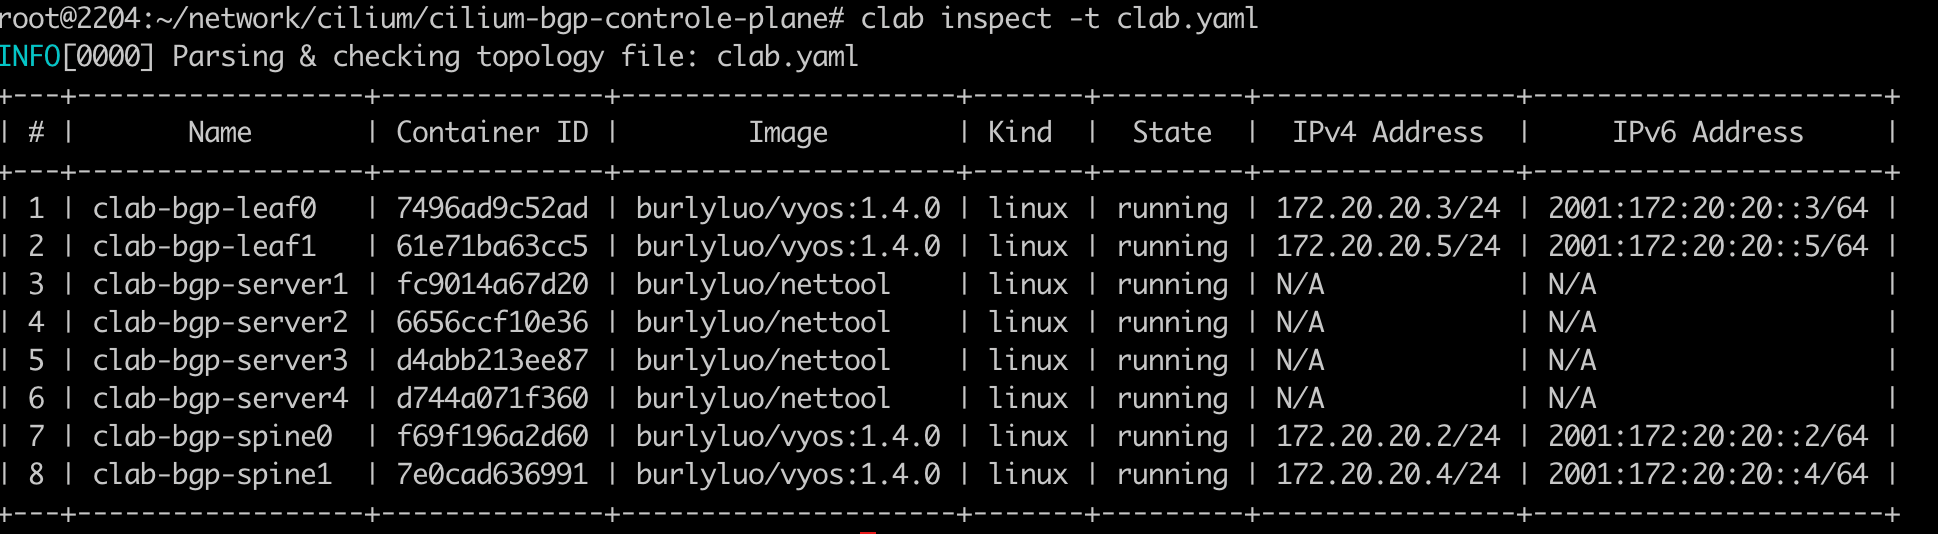 root@2204:~/network/cilium/cilium-bgp-controle-plane# clab inspect -t clab.yaml
INFO[0000] Parsing & checking topology file: clab.yaml
+---+------------------+--------------+---------------------+-------+---------+----------------+----------------------+
| # |       Name       | Container ID |        Image        | Kind  |  State  |  IPv4 Address  |     IPv6 Address     |
+---+------------------+--------------+---------------------+-------+---------+----------------+----------------------+
| 1 | clab-bgp-leaf0   | 7496ad9c52ad | burlyluo/vyos:1.4.0 | linux | running | 172.20.20.3/24 | 2001:172:20:20::3/64 |
| 2 | clab-bgp-leaf1   | 61e71ba63cc5 | burlyluo/vyos:1.4.0 | linux | running | 172.20.20.5/24 | 2001:172:20:20::5/64 |
| 3 | clab-bgp-server1 | fc9014a67d20 | burlyluo/nettool    | linux | running | N/A            | N/A                  |
| 4 | clab-bgp-server2 | 6656ccf10e36 | burlyluo/nettool    | linux | running | N/A            | N/A                  |
| 5 | clab-bgp-server3 | d4abb213ee87 | burlyluo/nettool    | linux | running | N/A            | N/A                  |
| 6 | clab-bgp-server4 | d744a071f360 | burlyluo/nettool    | linux | running | N/A            | N/A                  |
| 7 | clab-bgp-spine0  | f69f196a2d60 | burlyluo/vyos:1.4.0 | linux | running | 172.20.20.2/24 | 2001:172:20:20::2/64 |
| 8 | clab-bgp-spine1  | 7e0cad636991 | burlyluo/vyos:1.4.0 | linux | running | 172.20.20.4/24 | 2001:172:20:20::4/64 |
+---+------------------+--------------+---------------------+-------+---------+----------------+----------------------+